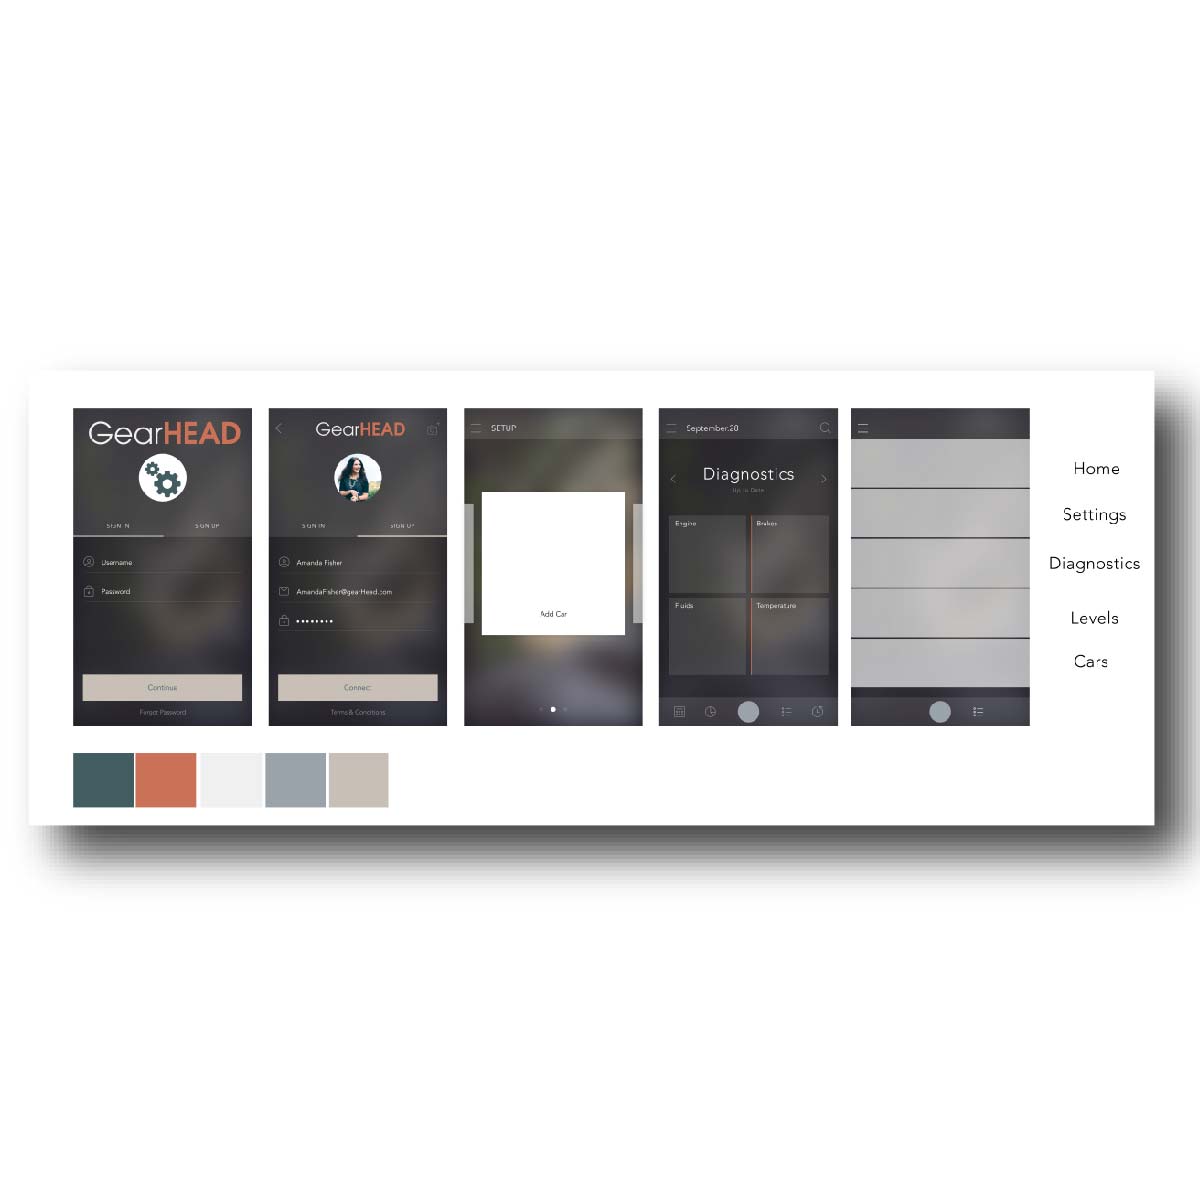 GearHEAD
SIGN IN SIGN UP
Username
Password
Continue
Forgot Password
GearHEAD
SIGN IN SIGN UP
Amanda Fisher
AmandaFisher@gearHead.com
Connect
Terms & Conditions
SETUP
Add Car
September.20
Diagnostics
Up to Date
Engine Brakes
Fluids Temperature
Home
Settings
Diagnostics
Levels
Cars